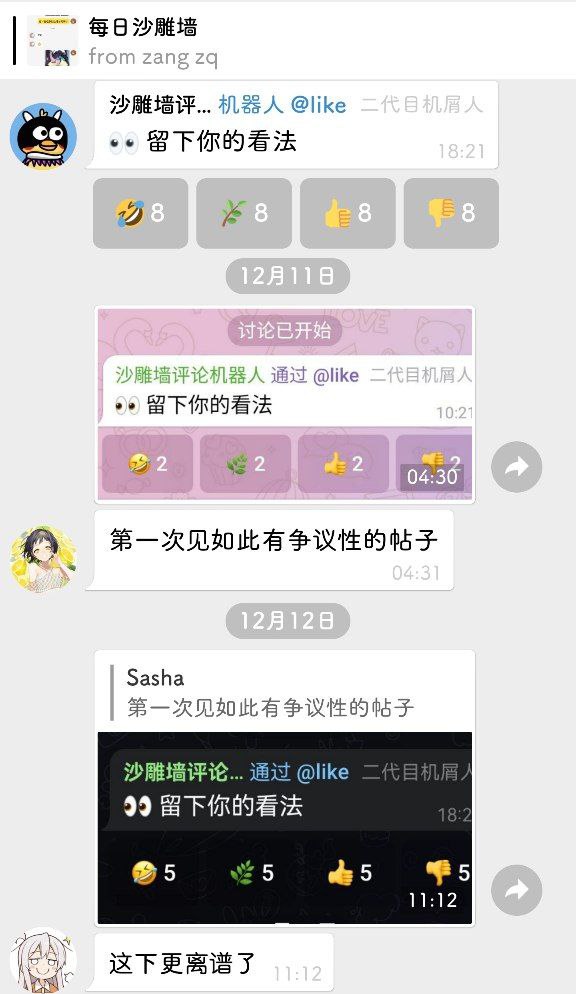 每日沙雕墙
from zang zq
沙雕墙评... 机器人 @like 二代目机屑人
👀 留下你的看法
18:21
🤣 8 🌿 8 👍 8 👎 8
12月11日
讨论已开始
沙雕墙评论机器人 通过 @like 二代目机屑人
👀 留下你的看法
10:21
🤣 2 🌿 2 👍 2 👎 2
04:30
第一次见如此有争议性的帖子
04:31
12月12日
Sasha
第一次见如此有争议性的帖子
沙雕墙评论... 通过 @like 二代目机屑人
👀 留下你的看法
18:2
🤣 5 🌿 5 👍 5 👎 5
11:12
这下更离谱了 11:12